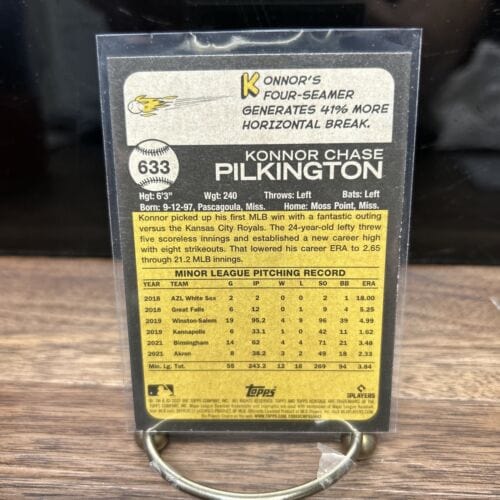 KONNOR'S
FOUR-SEAMER
GENERATES 41% MORE
HORIZONTAL BREAK.
633
KONNOR CHASE
PILKINGTON
Hgt: 6'3" Wgt: 240 Throws: Left Bats: Left
Born: 9-12-97, Pascagoula, Miss. Home: Moss Point, Miss.
Konnor picked up his first MLB win with a fantastic outing
versus the Kansas City Royals. The 24-year-old lefty threw
five scoreless innings and established a new career high
with eight strikeouts. That lowered his career ERA to 2.65
through 21.2 MLB innings.
MINOR LEAGUE PITCHING RECORD
YEAR TEAM G IP W L SO BB SV ERA
2018 AZL White Sox 2 2 0 0 2 1 18.00
2018 Great Falls 6 12 0 1 9 4 5.25
2019 Winston-Salem 19 95.2 4 9 96 39 4.99
2019 Kannapolis 6 33.1 1 0 42 11 1.62
2021 Birmingham 14 62 4 4 71 21 3.48
2021 Akron 8 38.2 3 2 49 18 2.33
Min. Lg. Tot. 55 243.2 12 16 269 94 3.84
TOPPS
PLAYERS